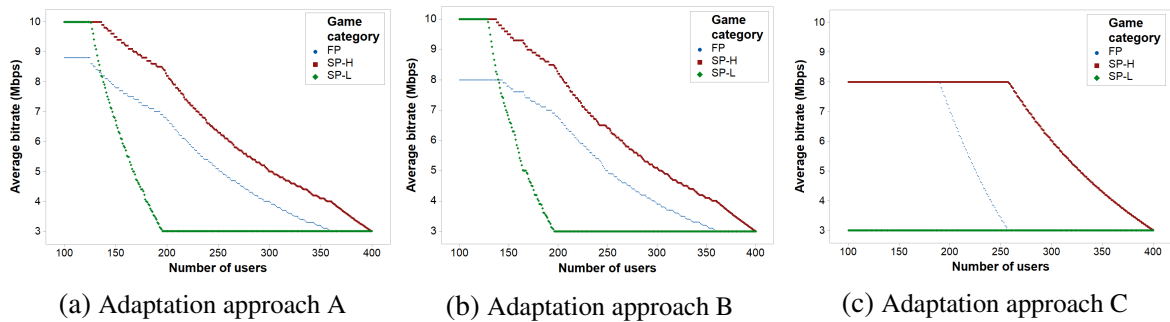 Game
category
FP
SP-H
SP-L
10
9
8
7
6
5
4
3
Average bitrate (Mbps)
100 150 200 250 300 350 400
Number of users
(a) Adaptation approach A
Game
category
FP
SP-H
SP-L
10
9
8
7
6
5
4
3
Average bitrate (Mbps)
100 150 200 250 300 350 400
Number of users
(b) Adaptation approach B
Game
category
FP
SP-H
SP-L
10
9
8
7
6
5
4
3
Average bitrate (Mbps)
100 150 200 250 300 350 400
Number of users
(c) Adaptation approach C